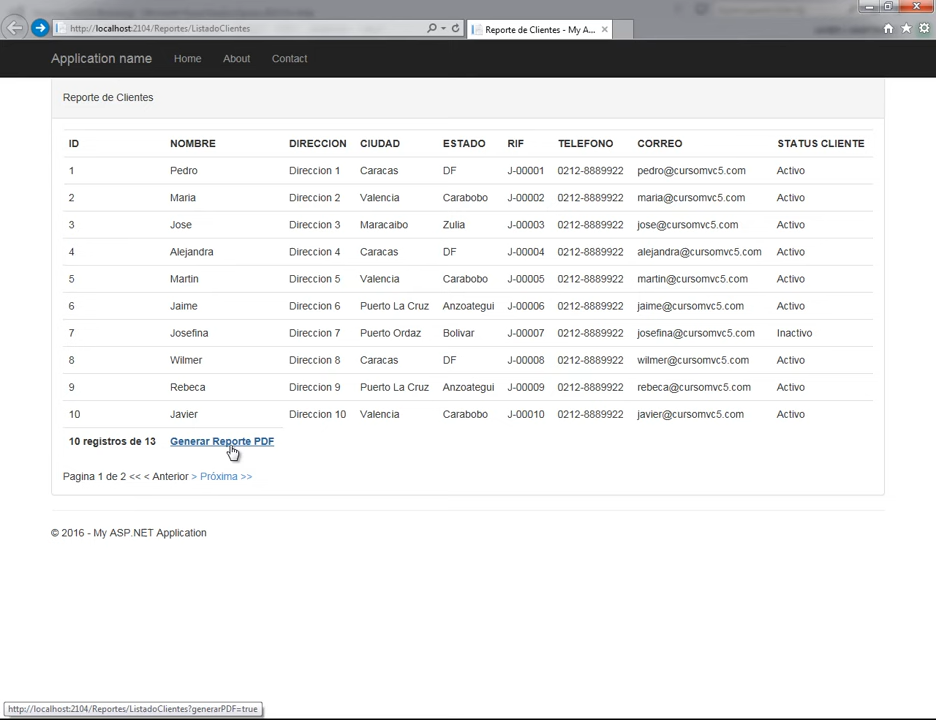 http://localhost:2104/Reportes/ListadoClientes
Reporte de Clientes - My A...
Application name Home About Contact
Reporte de Clientes
ID NOMBRE DIRECCION CIUDAD ESTADO RIF TELEFONO CORREO STATUS CLIENTE
1 Pedro Direccion 1 Caracas DF J-00001 0212-8889922 pedro@cursomvc5.com Activo
2 Maria Direccion 2 Valencia Carabobo J-00002 0212-8889922 maria@cursomvc5.com Activo
3 Jose Direccion 3 Maracaibo Zulia J-00003 0212-8889922 jose@cursomvc5.com Activo
4 Alejandra Direccion 4 Caracas DF J-00004 0212-8889922 alejandra@cursomvc5.com Activo
5 Martin Direccion 5 Valencia Carabobo J-00005 0212-8889922 martin@cursomvc5.com Activo
6 Jaime Direccion 6 Puerto La Cruz Anzoategui J-00006 0212-8889922 jaime@cursomvc5.com Activo
7 Josefina Direccion 7 Puerto Ordaz Bolivar J-00007 0212-8889922 josefina@cursomvc5.com Inactivo
8 Wilmer Direccion 8 Caracas DF J-00008 0212-8889922 wilmer@cursomvc5.com Activo
9 Rebeca Direccion 9 Puerto La Cruz Anzoategui J-00009 0212-8889922 rebeca@cursomvc5.com Activo
10 Javier Direccion 10 Valencia Carabobo J-00010 0212-8889922 javier@cursomvc5.com Activo
10 registros de 13 Generar Reporte PDF
Pagina 1 de 2 << < Anterior > Próxima >>
© 2016 - My ASP.NET Application
http://localhost:2104/Reportes/ListadoClientes?generarPDF=true